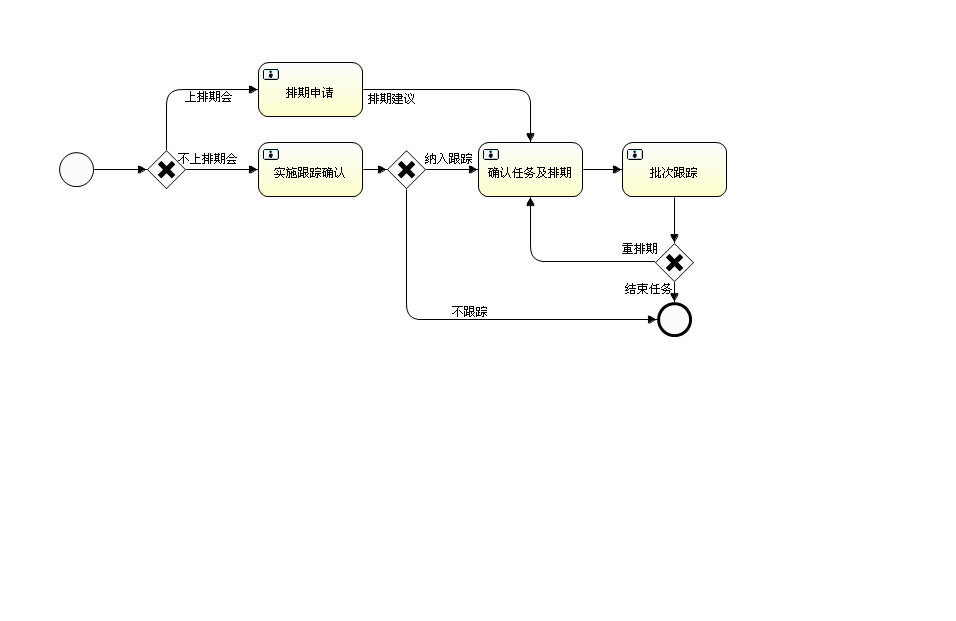 排期申请
上排期会
排期建议
不上排期会
纳入跟踪
实施跟踪确认
确认任务及排期
批次跟踪
重排期
结束任务
不跟踪